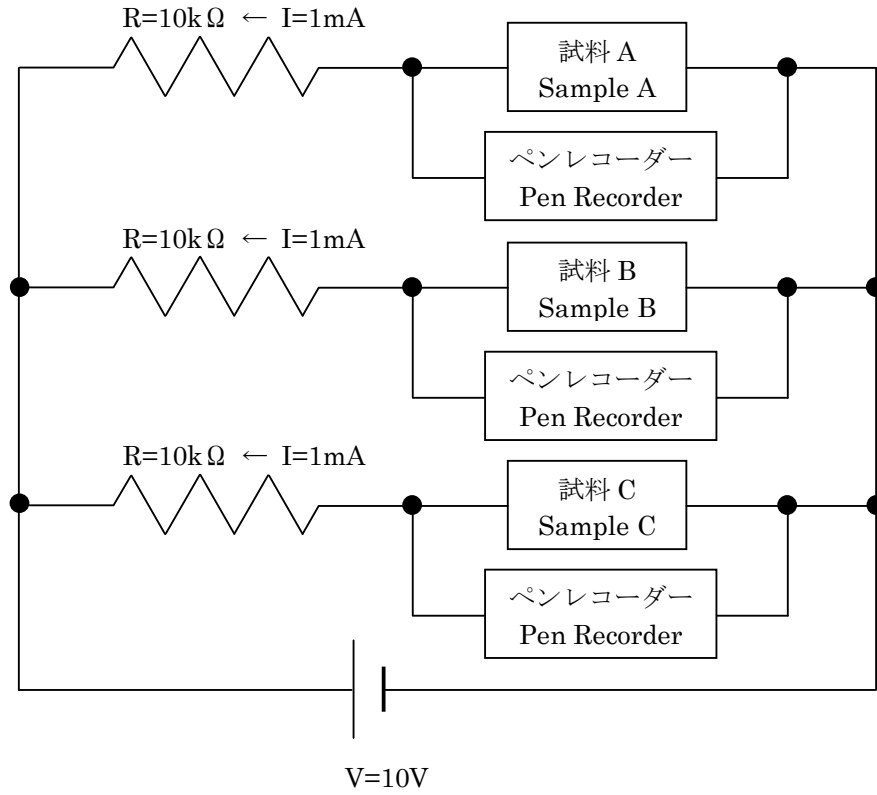 R=10kΩ ← I=1mA
試料 A
Sample A
ペンレコーダー
Pen Recorder
R=10kΩ ← I=1mA
試料 B
Sample B
ペンレコーダー
Pen Recorder
R=10kΩ ← I=1mA
試料 C
Sample C
ペンレコーダー
Pen Recorder
V=10V